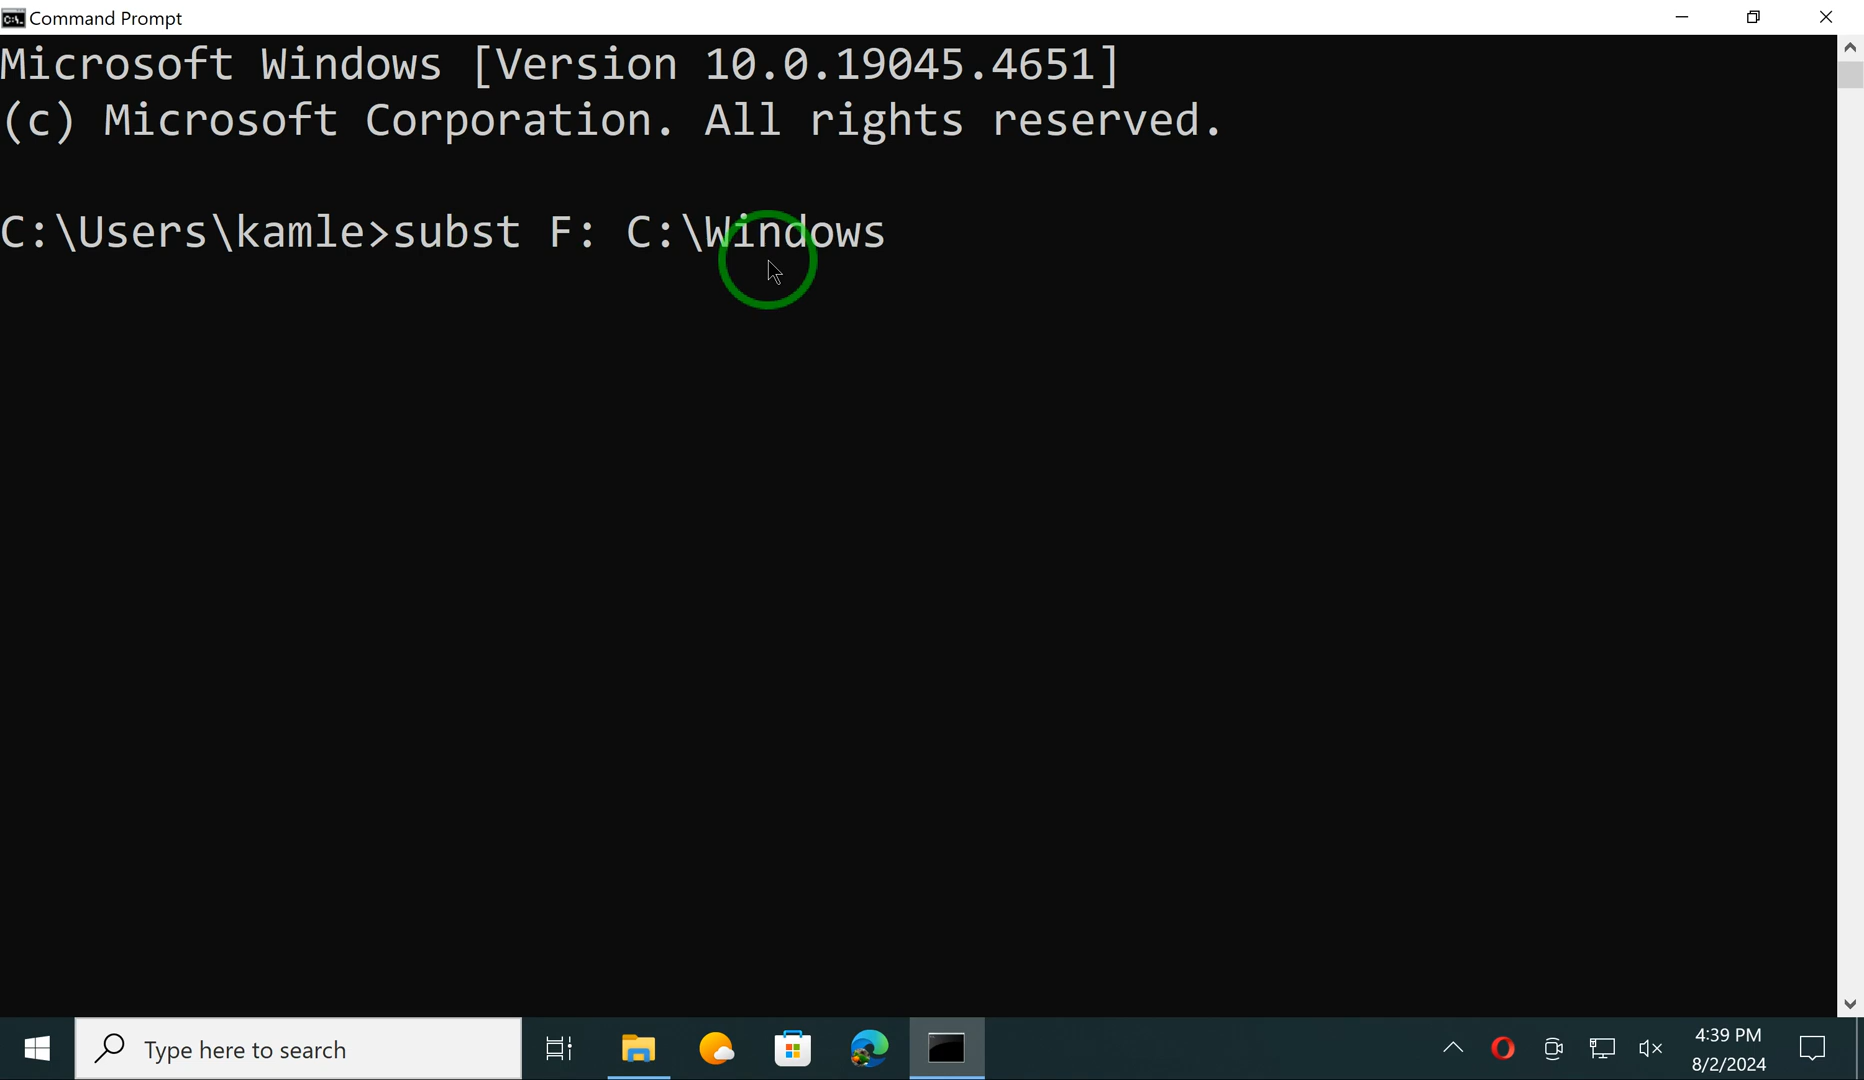 Command Prompt
Microsoft Windows [Version 10.0.19045.4651]
(c) Microsoft Corporation. All rights reserved.
C:\Users\kamle>subst F: C:\Windows
Type here to search
4:39 PM
8/2/2024